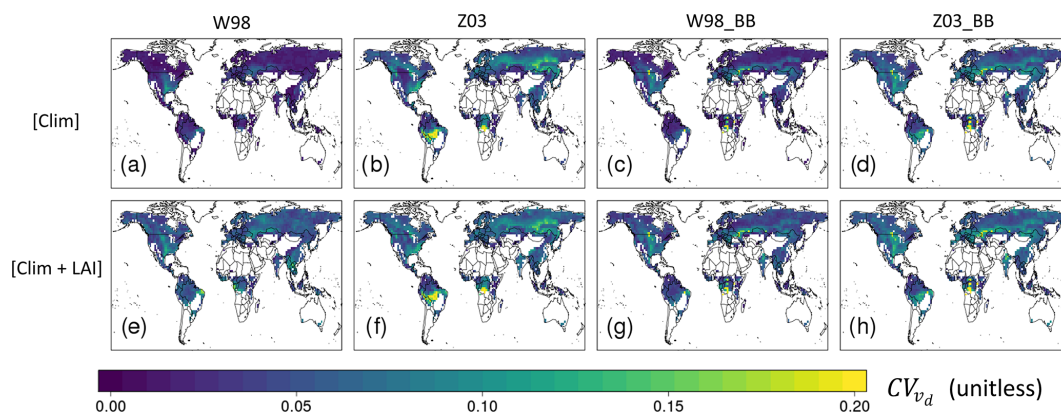 W98 Z03 W98_BB Z03_BB
[Clim]
(a) (b) (c) (d)
[Clim + LAI]
(e) (f) (g) (h)
CV_{v_d} (unitless)
0.00 0.05 0.10 0.15 0.20